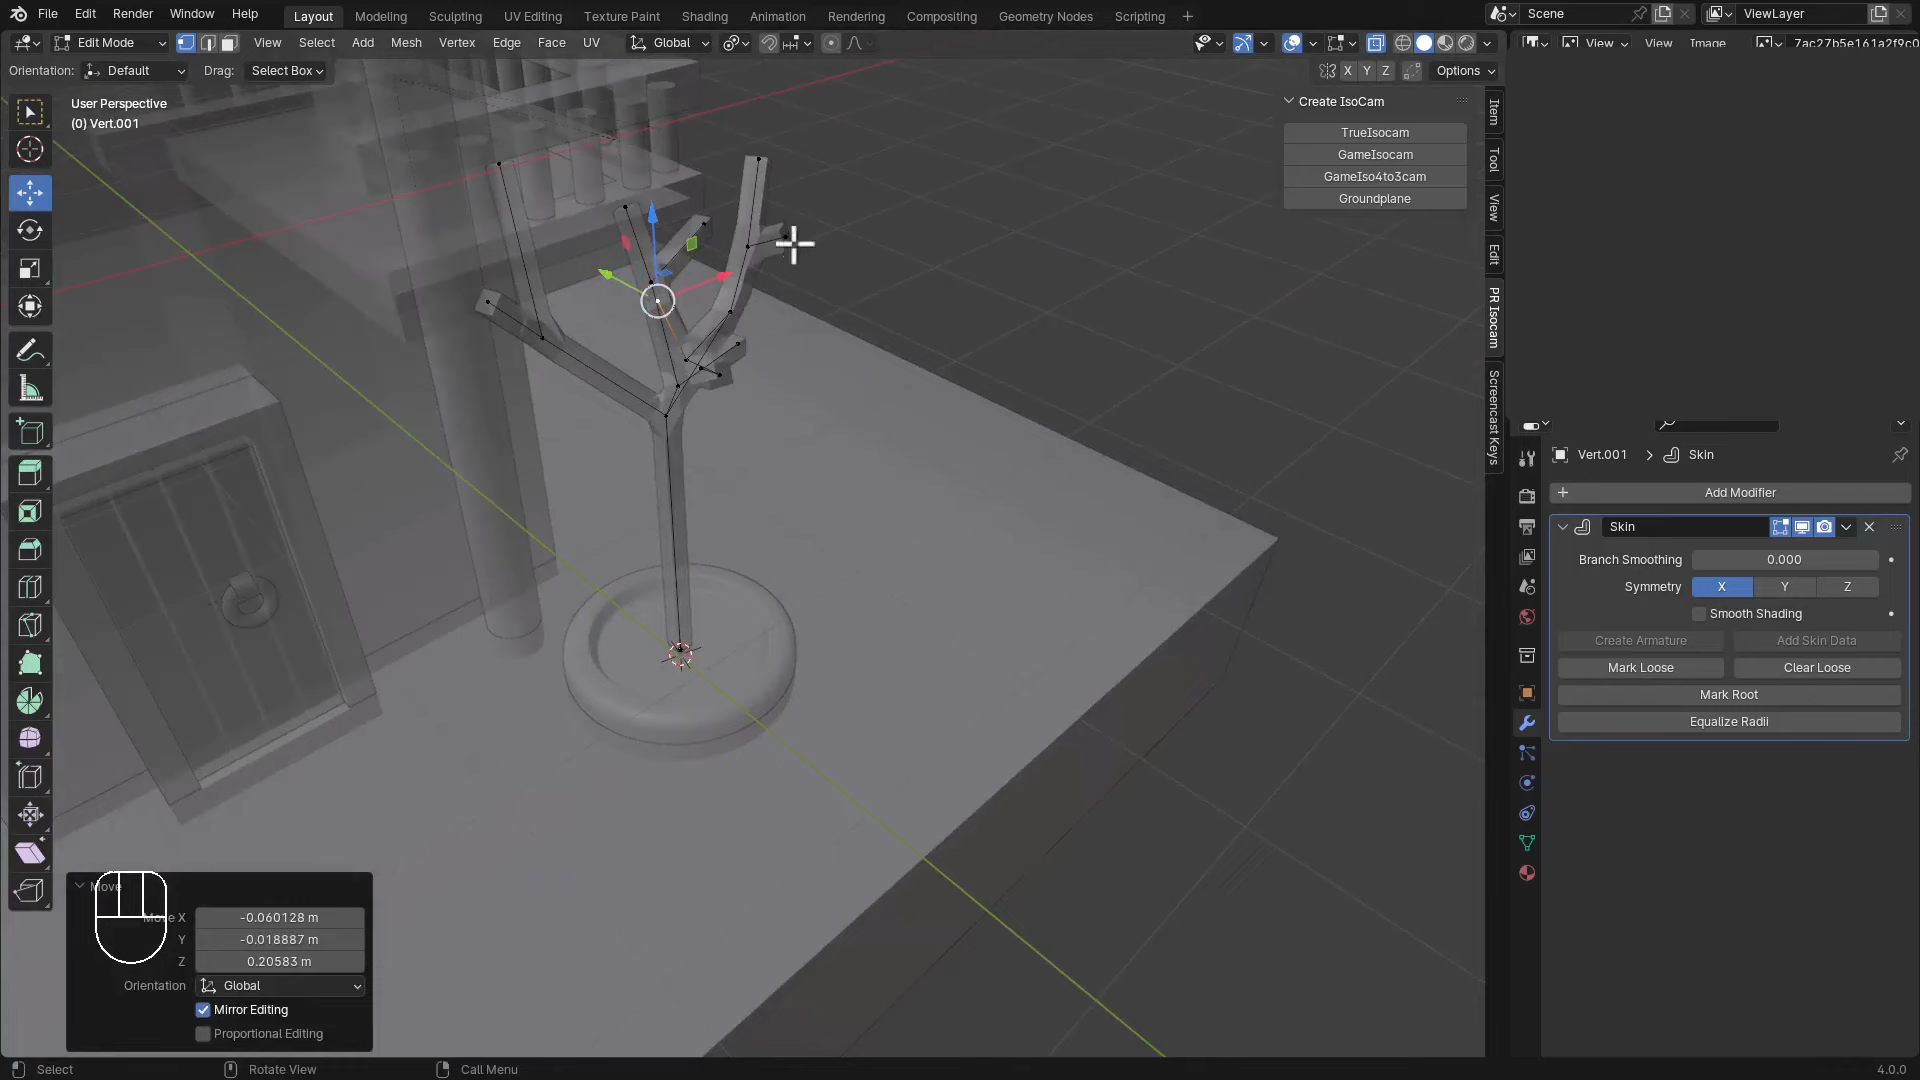 File Edit Render Window Help Layout Modeling Sculpting UV Editing Texture Paint Shading Animation Rendering Compositing Geometry Nodes Scripting Scene ViewLayer
Edit Mode View Select Add Mesh Vertex Edge Face UV Global View View Image 7ac27b5e161a2f9c0
Orientation: Default Drag: Select Box X Y Z Options
User Perspective
(0) Vert.001
Create IsoCam
TrueIsocam
GameIsocam
GameIso4to3cam
Groundplane
Item
Tool
View
Edit
PR Isocam
Screencast Keys
Vert.001 Skin
Add Modifier
Skin
Branch Smoothing 0.000
Symmetry X Y Z
Smooth Shading
Create Armature Add Skin Data
Mark Loose Clear Loose
Mark Root
Equalize Radii
Move
Move X -0.060128 m
Y -0.018887 m
Z 0.20583 m
Orientation Global
Mirror Editing
Proportional Editing
Select Rotate View Call Menu 4.0.0